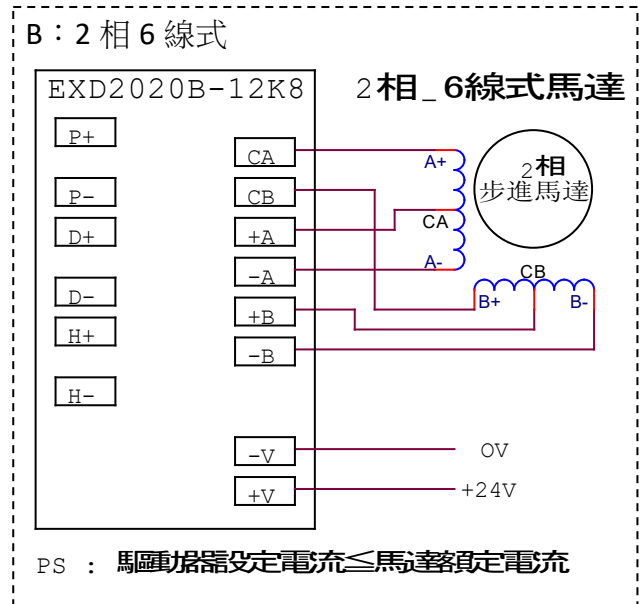 B：2相6線式
EXD2020B-12K8
2相_6線式馬達
P+
P-
D+
D-
H+
H-
CA
CB
+A
-A
+B
-B
-V
+V
A+
CA
A-
2相
步進馬達
CB
B+
B-
0V
+24V
PS : 驅動器設定電流≦馬達額定電流